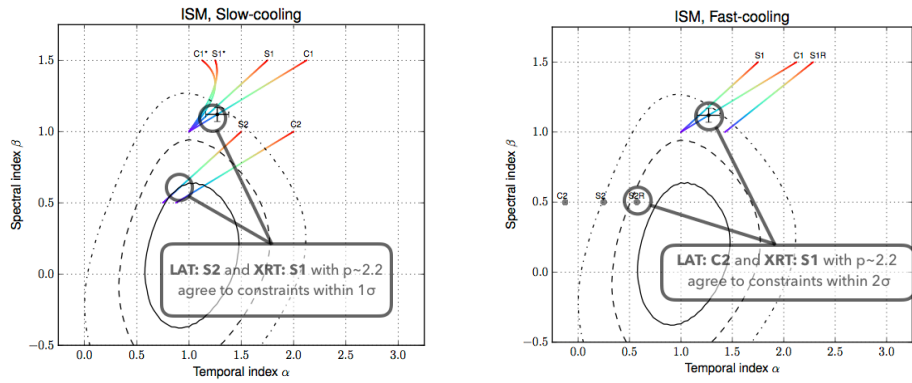 ISM, Slow-cooling
C1* S1* S1 C1
1.5
1.0
0.5
0.0
−0.5
S2 C2
Spectral index β
LAT: S2 and XRT: S1 with p~2.2
agree to constraints within 1σ
0.0 0.5 1.0 1.5 2.0 2.5 3.0
Temporal index α
ISM, Fast-cooling
S1 C1 S1R
1.5
1.0
0.5
0.0
−0.5
C2 S2 S2R
Spectral index β
LAT: C2 and XRT: S1 with p~2.2
agree to constraints within 2σ
0.0 0.5 1.0 1.5 2.0 2.5 3.0
Temporal index α